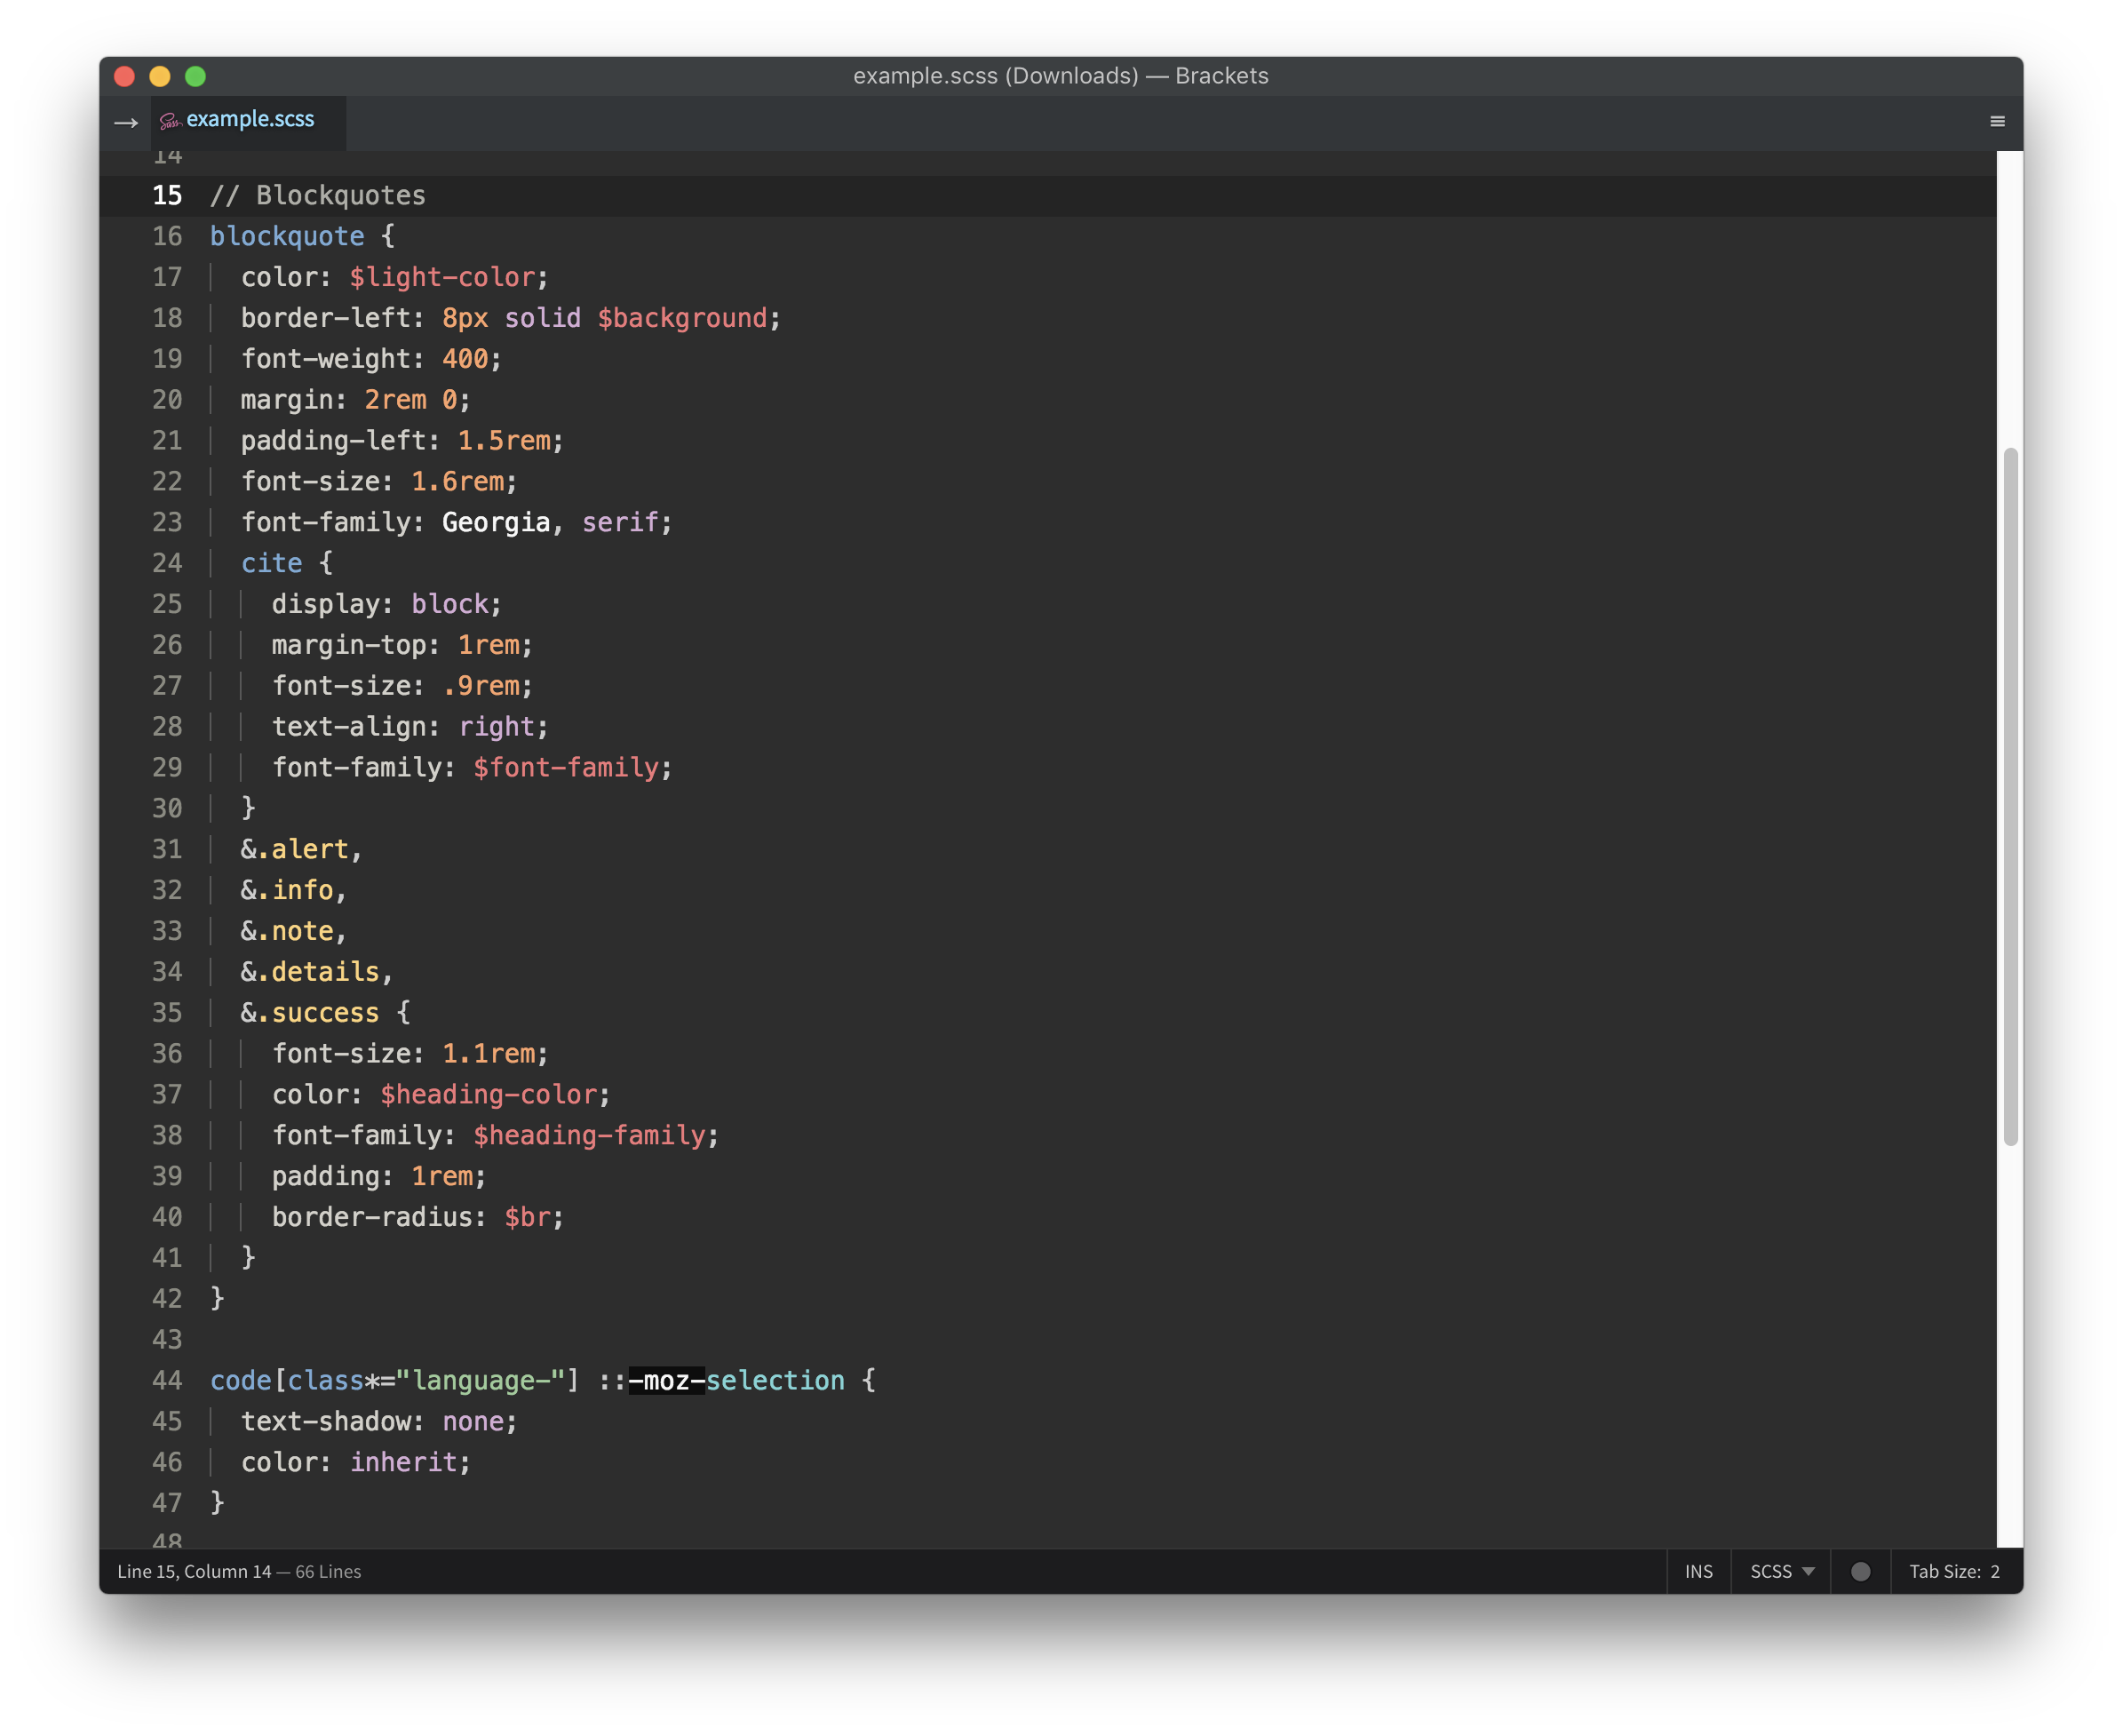 example.scss (Downloads) — Brackets
→ Sass example.scss
14
15 // Blockquotes
16 blockquote {
17 color: $light-color;
18 border-left: 8px solid $background;
19 font-weight: 400;
20 margin: 2rem 0;
21 padding-left: 1.5rem;
22 font-size: 1.6rem;
23 font-family: Georgia, serif;
24 cite {
25 display: block;
26 margin-top: 1rem;
27 font-size: .9rem;
28 text-align: right;
29 font-family: $font-family;
30 }
31 &.alert,
32 &.info,
33 &.note,
34 &.details,
35 &.success {
36 font-size: 1.1rem;
37 color: $heading-color;
38 font-family: $heading-family;
39 padding: 1rem;
40 border-radius: $br;
41 }
42 }
43
44 code[class*="language-"] ::-moz-selection {
45 text-shadow: none;
46 color: inherit;
47 }
48
Line 15, Column 14 — 66 Lines INS SCSS Tab Size: 2